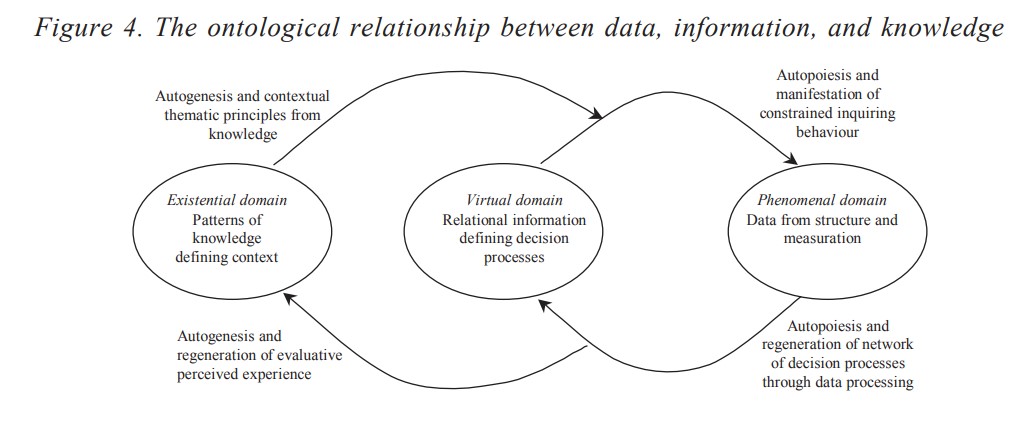 Figure 4. The ontological relationship between data, information, and knowledge
Autogenesis and contextual
thematic principles from
knowledge
Autopoiesis and
manifestation of
constrained inquiring
behaviour
Existential domain
Patterns of
knowledge
defining context
Virtual domain
Relational information
defining decision
processes
Phenomenal domain
Data from structure and
measuration
Autogenesis and
regeneration of evaluative
perceived experience
Autopoiesis and
regeneration of network
of decision processes
through data processing